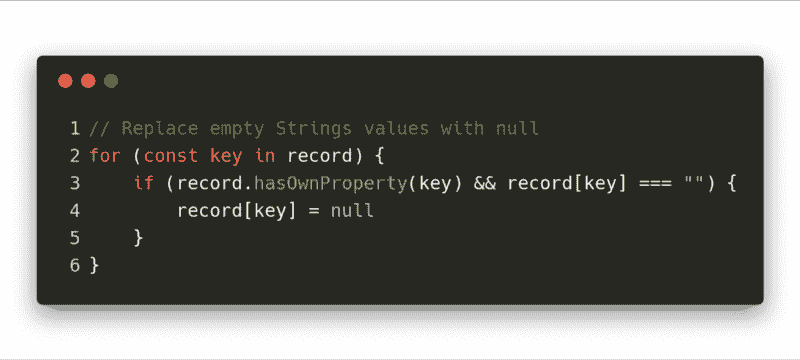 1 // Replace empty Strings values with null
2 for (const key in record) {
3     if (record.hasOwnProperty(key) && record[key] === "") {
4         record[key] = null
5     }
6 }